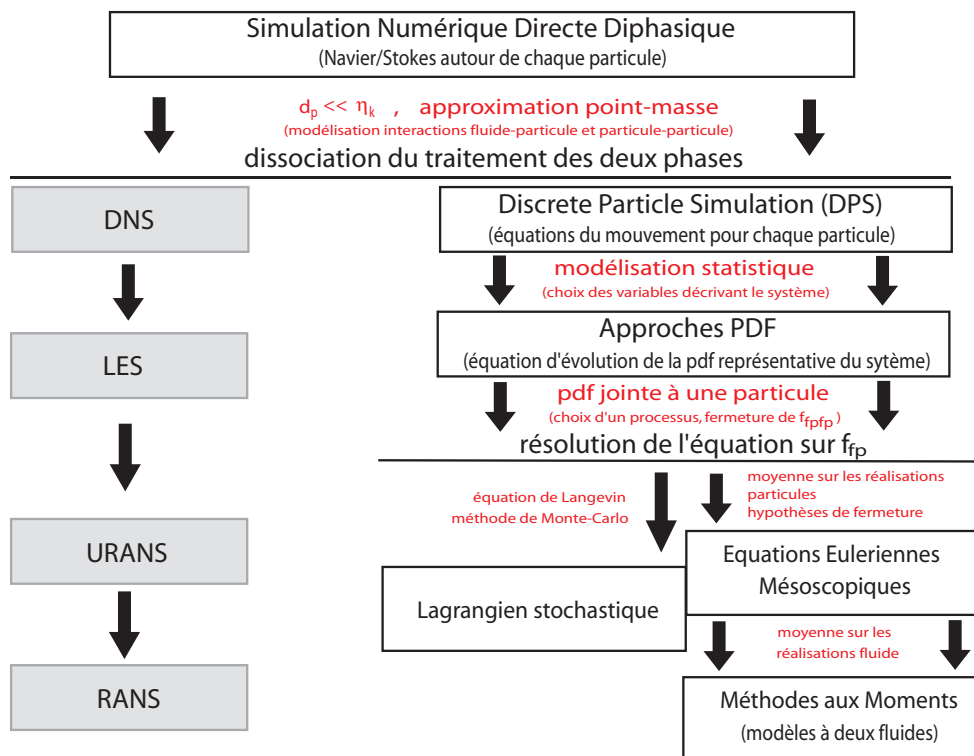 Simulation Numérique Directe Diphasique
(Navier/Stokes autour de chaque particule)
dp << ηk , approximation point-masse
(modélisation interactions fluide-particule et particule-particule)
dissociation du traitement des deux phases
DNS
Discrete Particle Simulation (DPS)
(équations du mouvement pour chaque particule)
modélisation statistique
(choix des variables décrivant le système)
LES
Approches PDF
(équation d'évolution de la pdf représentative du sytème)
pdf jointe à une particule
(choix d'un processus, fermeture de ffpfp )
résolution de l'équation sur ffp
équation de Langevin
méthode de Monte-Carlo
moyenne sur les réalisations
particules
hypothèses de fermeture
URANS
Equations Euleriennes
Mésoscopiques
Lagrangien stochastique
moyenne sur les
réalisations fluide
RANS
Méthodes aux Moments
(modèles à deux fluides)